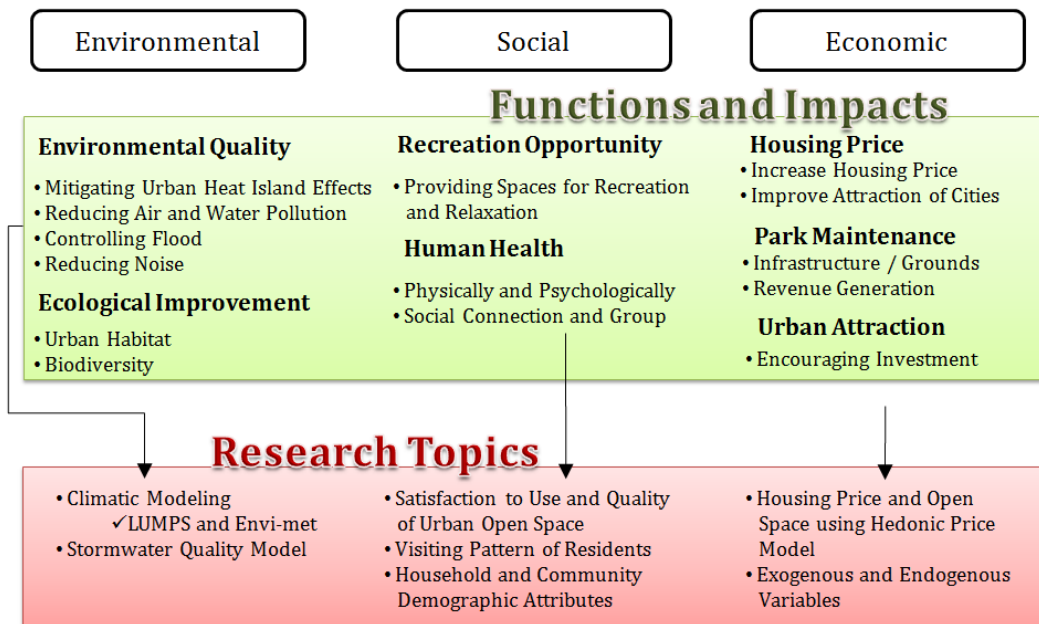 Environmental
Social
Economic
Functions and Impacts
Environmental Quality
• Mitigating Urban Heat Island Effects
• Reducing Air and Water Pollution
• Controlling Flood
• Reducing Noise
Ecological Improvement
• Urban Habitat
• Biodiversity
Recreation Opportunity
• Providing Spaces for Recreation
and Relaxation
Human Health
• Physically and Psychologically
• Social Connection and Group
Housing Price
• Increase Housing Price
• Improve Attraction of Cities
Park Maintenance
• Infrastructure / Grounds
• Revenue Generation
Urban Attraction
• Encouraging Investment
Research Topics
• Climatic Modeling
✓LUMPS and Envi-met
• Stormwater Quality Model
• Satisfaction to Use and Quality
of Urban Open Space
• Visiting Pattern of Residents
• Household and Community
Demographic Attributes
• Housing Price and Open
Space using Hedonic Price
Model
• Exogenous and Endogenous
Variables